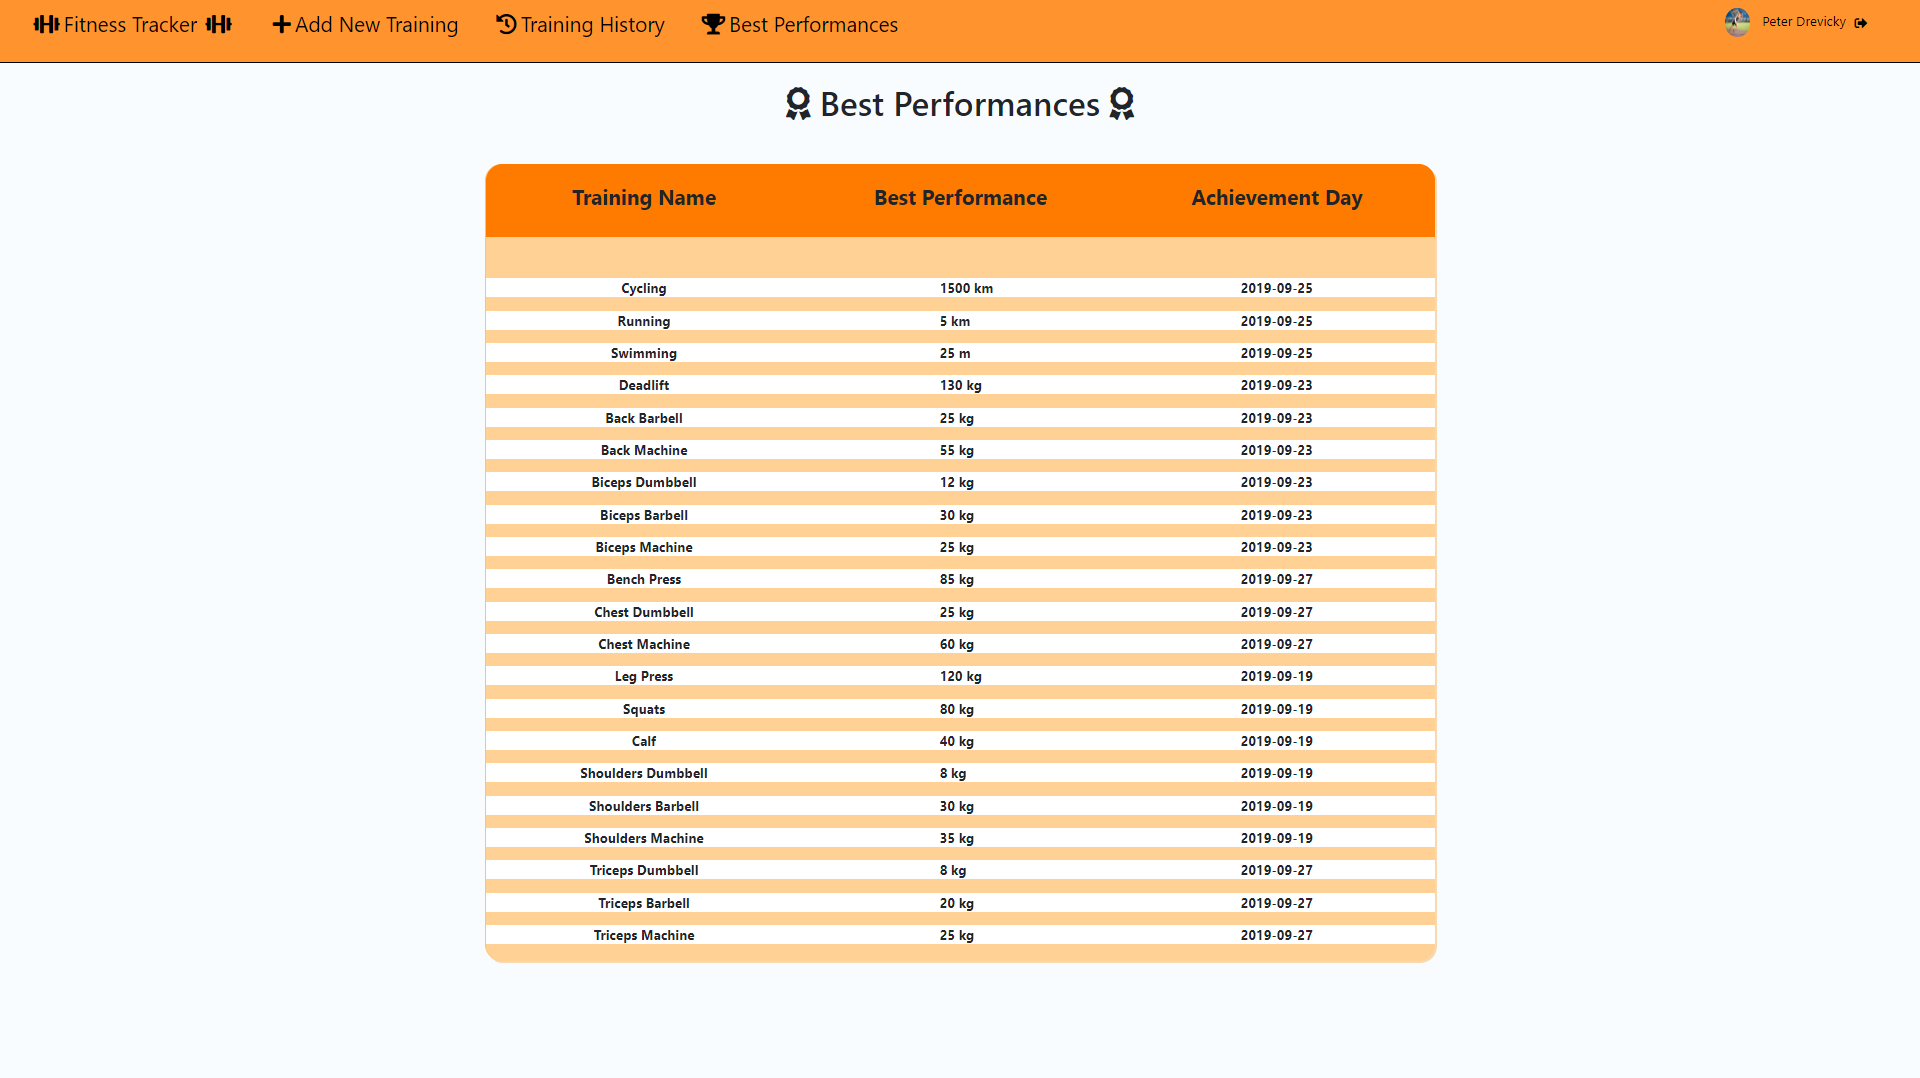 Fitness Tracker Add New Training Training History Best Performances Peter Drevicky
Best Performances
Training Name Best Performance Achievement Day
Cycling 1500 km 2019-09-25
Running 5 km 2019-09-25
Swimming 25 m 2019-09-25
Deadlift 130 kg 2019-09-23
Back Barbell 25 kg 2019-09-23
Back Machine 55 kg 2019-09-23
Biceps Dumbbell 12 kg 2019-09-23
Biceps Barbell 30 kg 2019-09-23
Biceps Machine 25 kg 2019-09-23
Bench Press 85 kg 2019-09-27
Chest Dumbbell 25 kg 2019-09-27
Chest Machine 60 kg 2019-09-27
Leg Press 120 kg 2019-09-19
Squats 80 kg 2019-09-19
Calf 40 kg 2019-09-19
Shoulders Dumbbell 8 kg 2019-09-19
Shoulders Barbell 30 kg 2019-09-19
Shoulders Machine 35 kg 2019-09-19
Triceps Dumbbell 8 kg 2019-09-27
Triceps Barbell 20 kg 2019-09-27
Triceps Machine 25 kg 2019-09-27